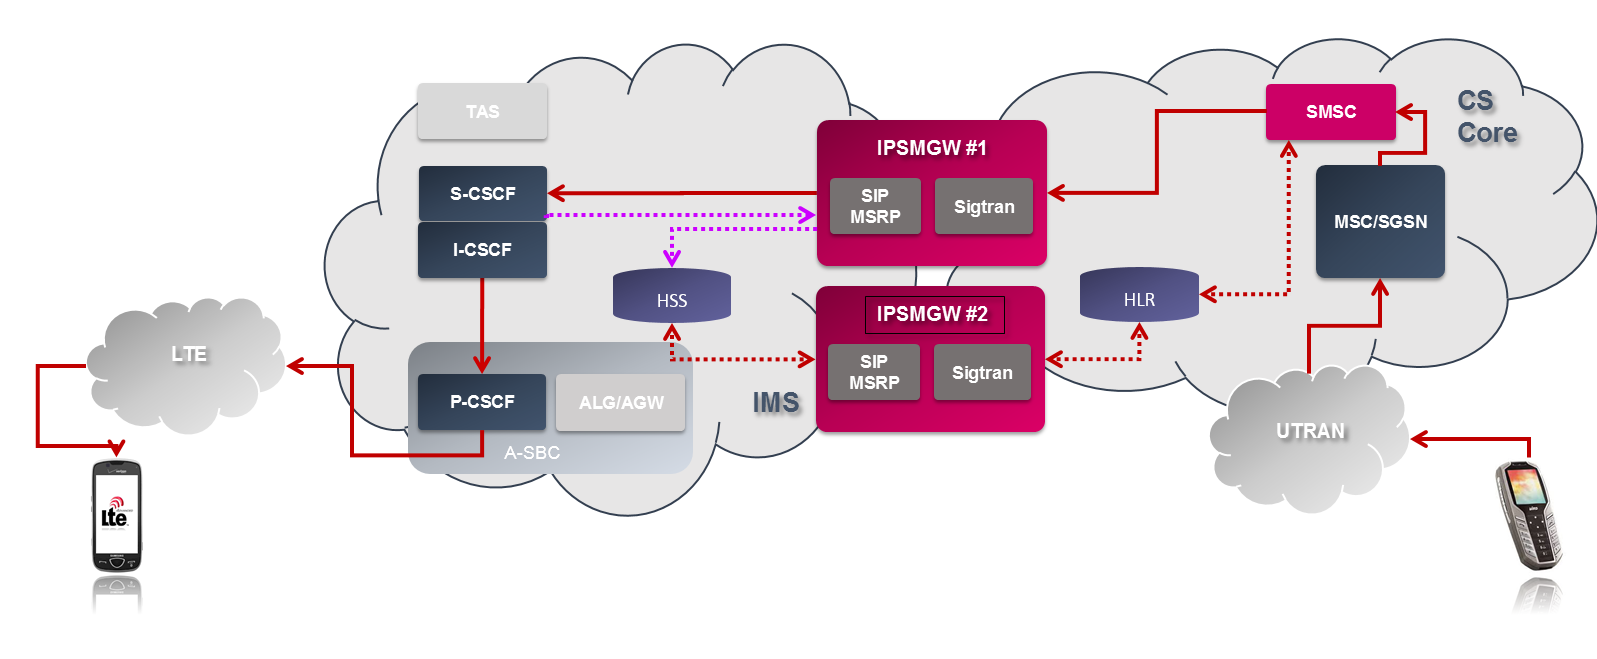 TAS
S-CSCF
I-CSCF
IPSMGW #1
SIP
MSRP
Sigtran
SMSC
CS
Core
MSC/SGSN
HSS
HLR
IPSMGW #2
SIP
MSRP
Sigtran
LTE
P-CSCF
ALG/AGW
A-SBC
IMS
UTRAN
Lte